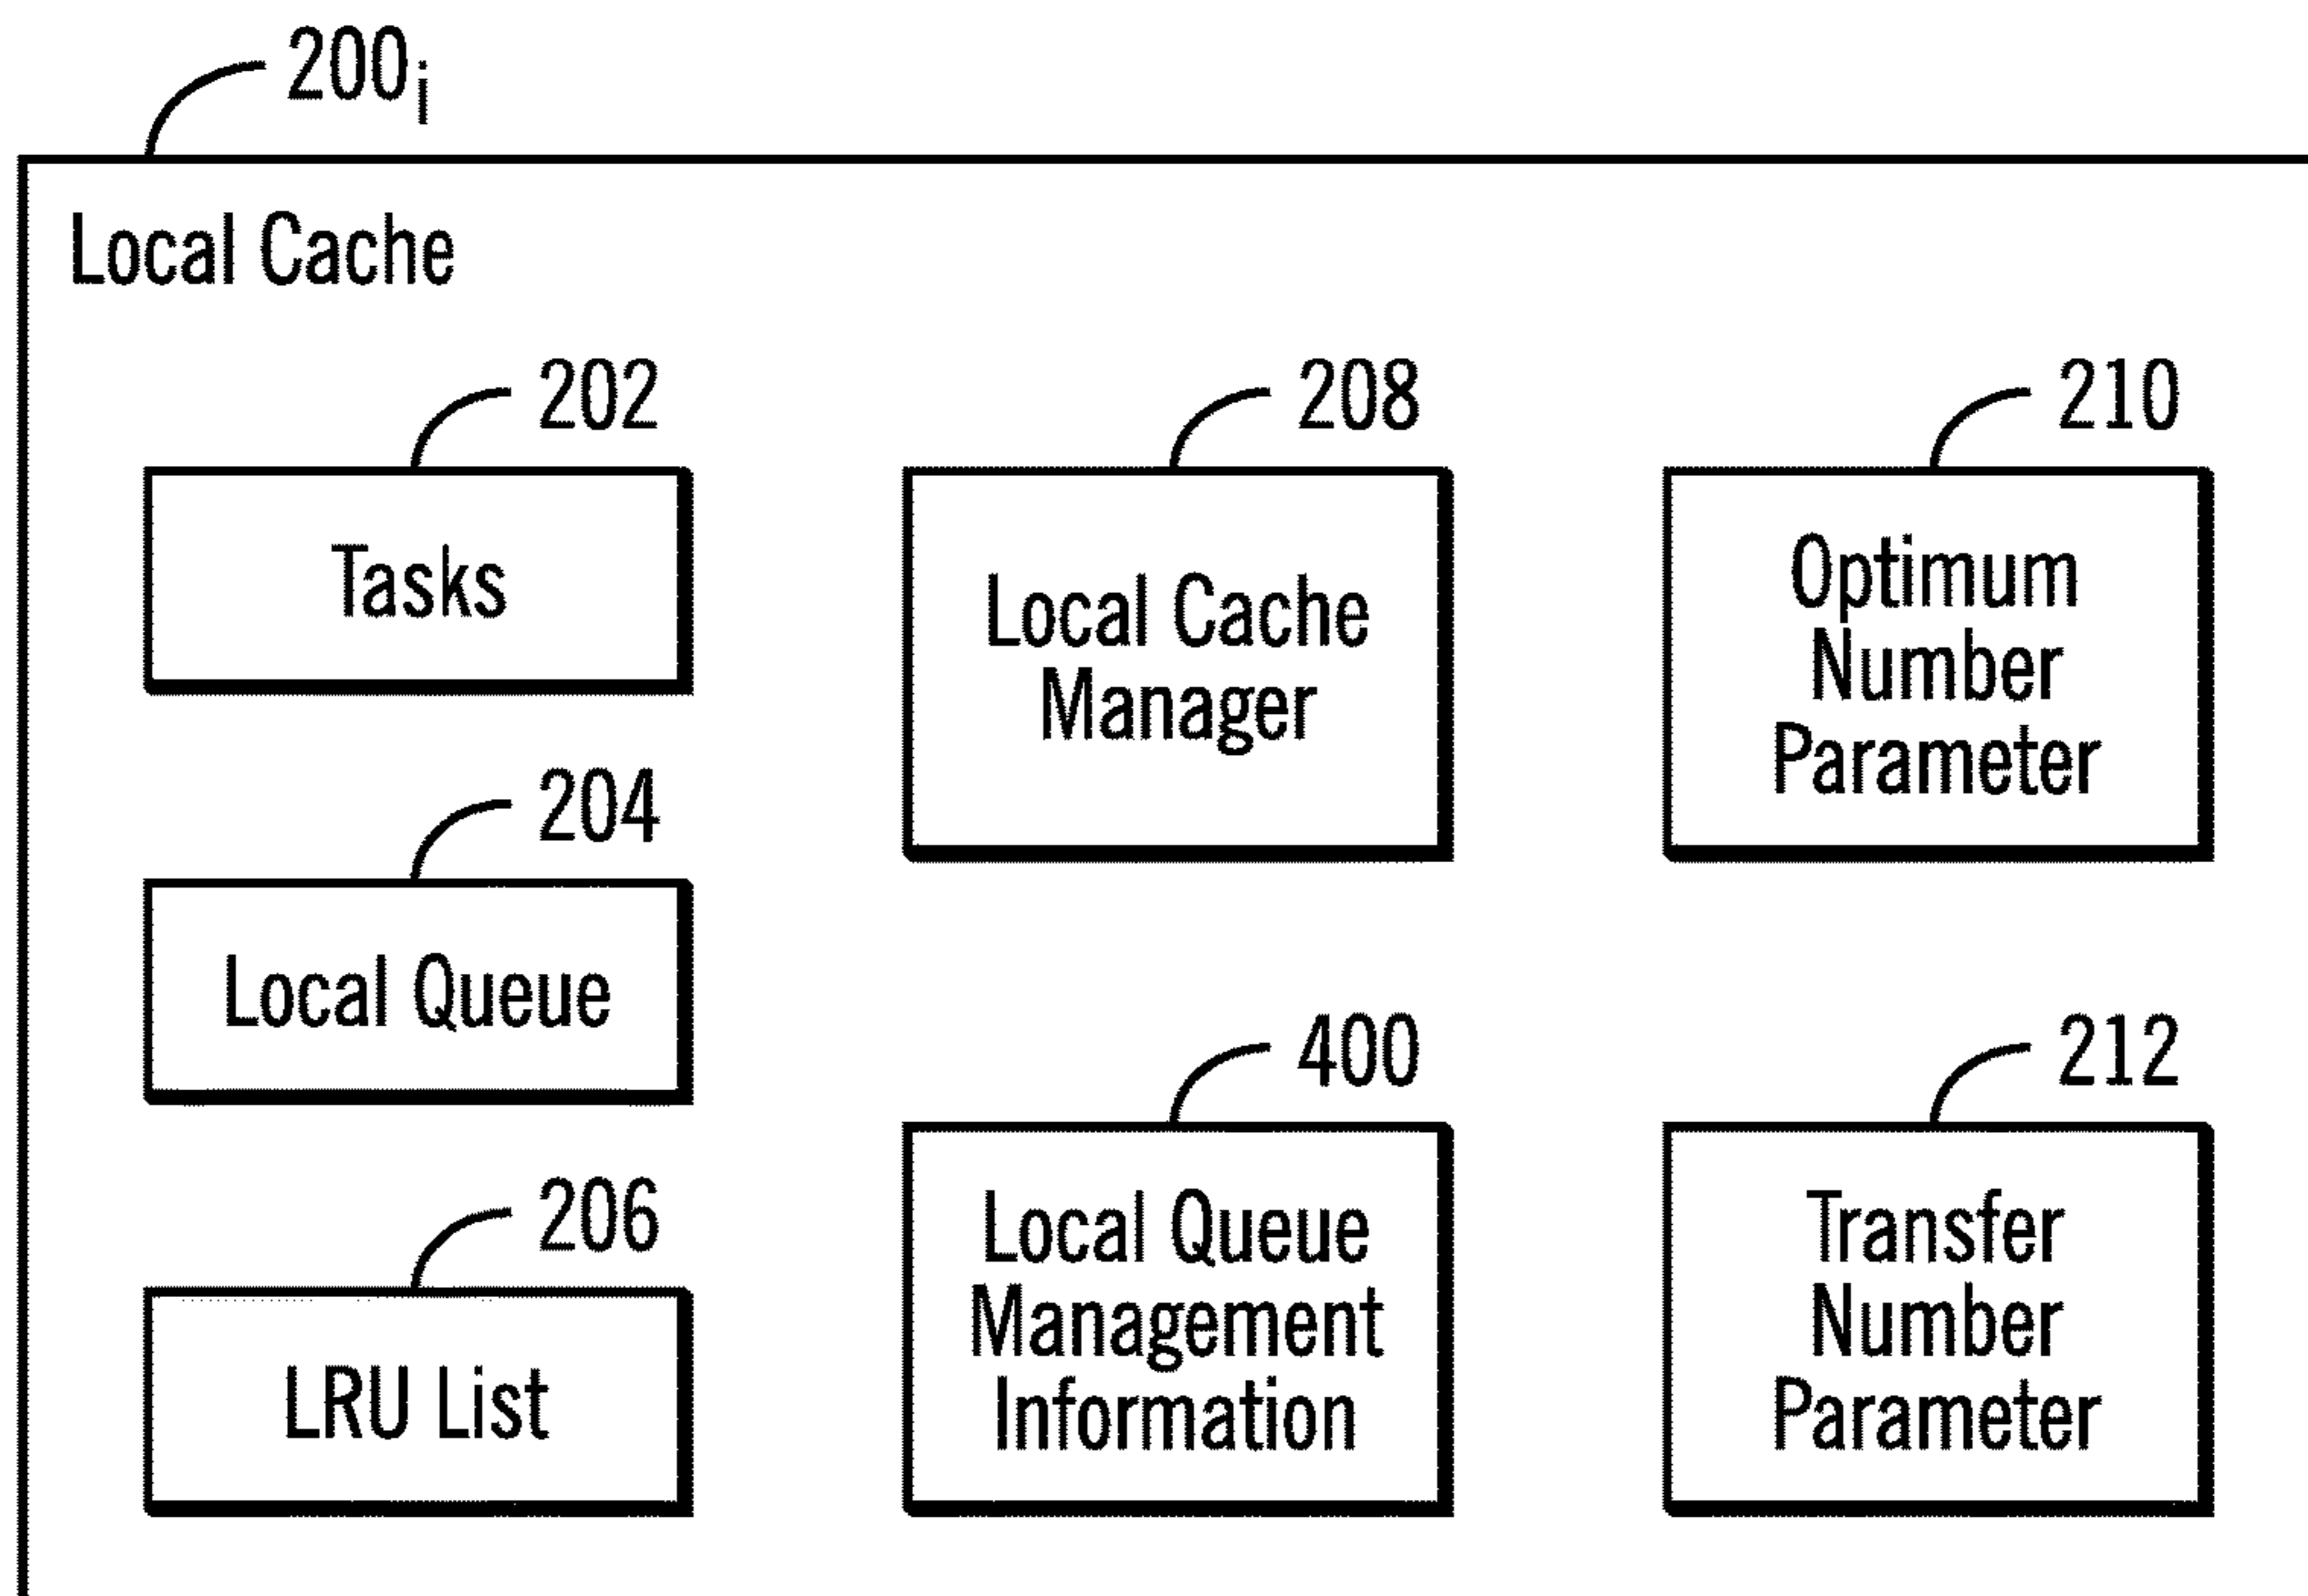 200i
Local Cache
202
Tasks
204
Local Queue
206
LRU List
208
Local Cache
Manager
400
Local Queue
Management
Information
210
Optimum
Number
Parameter
212
Transfer
Number
Parameter